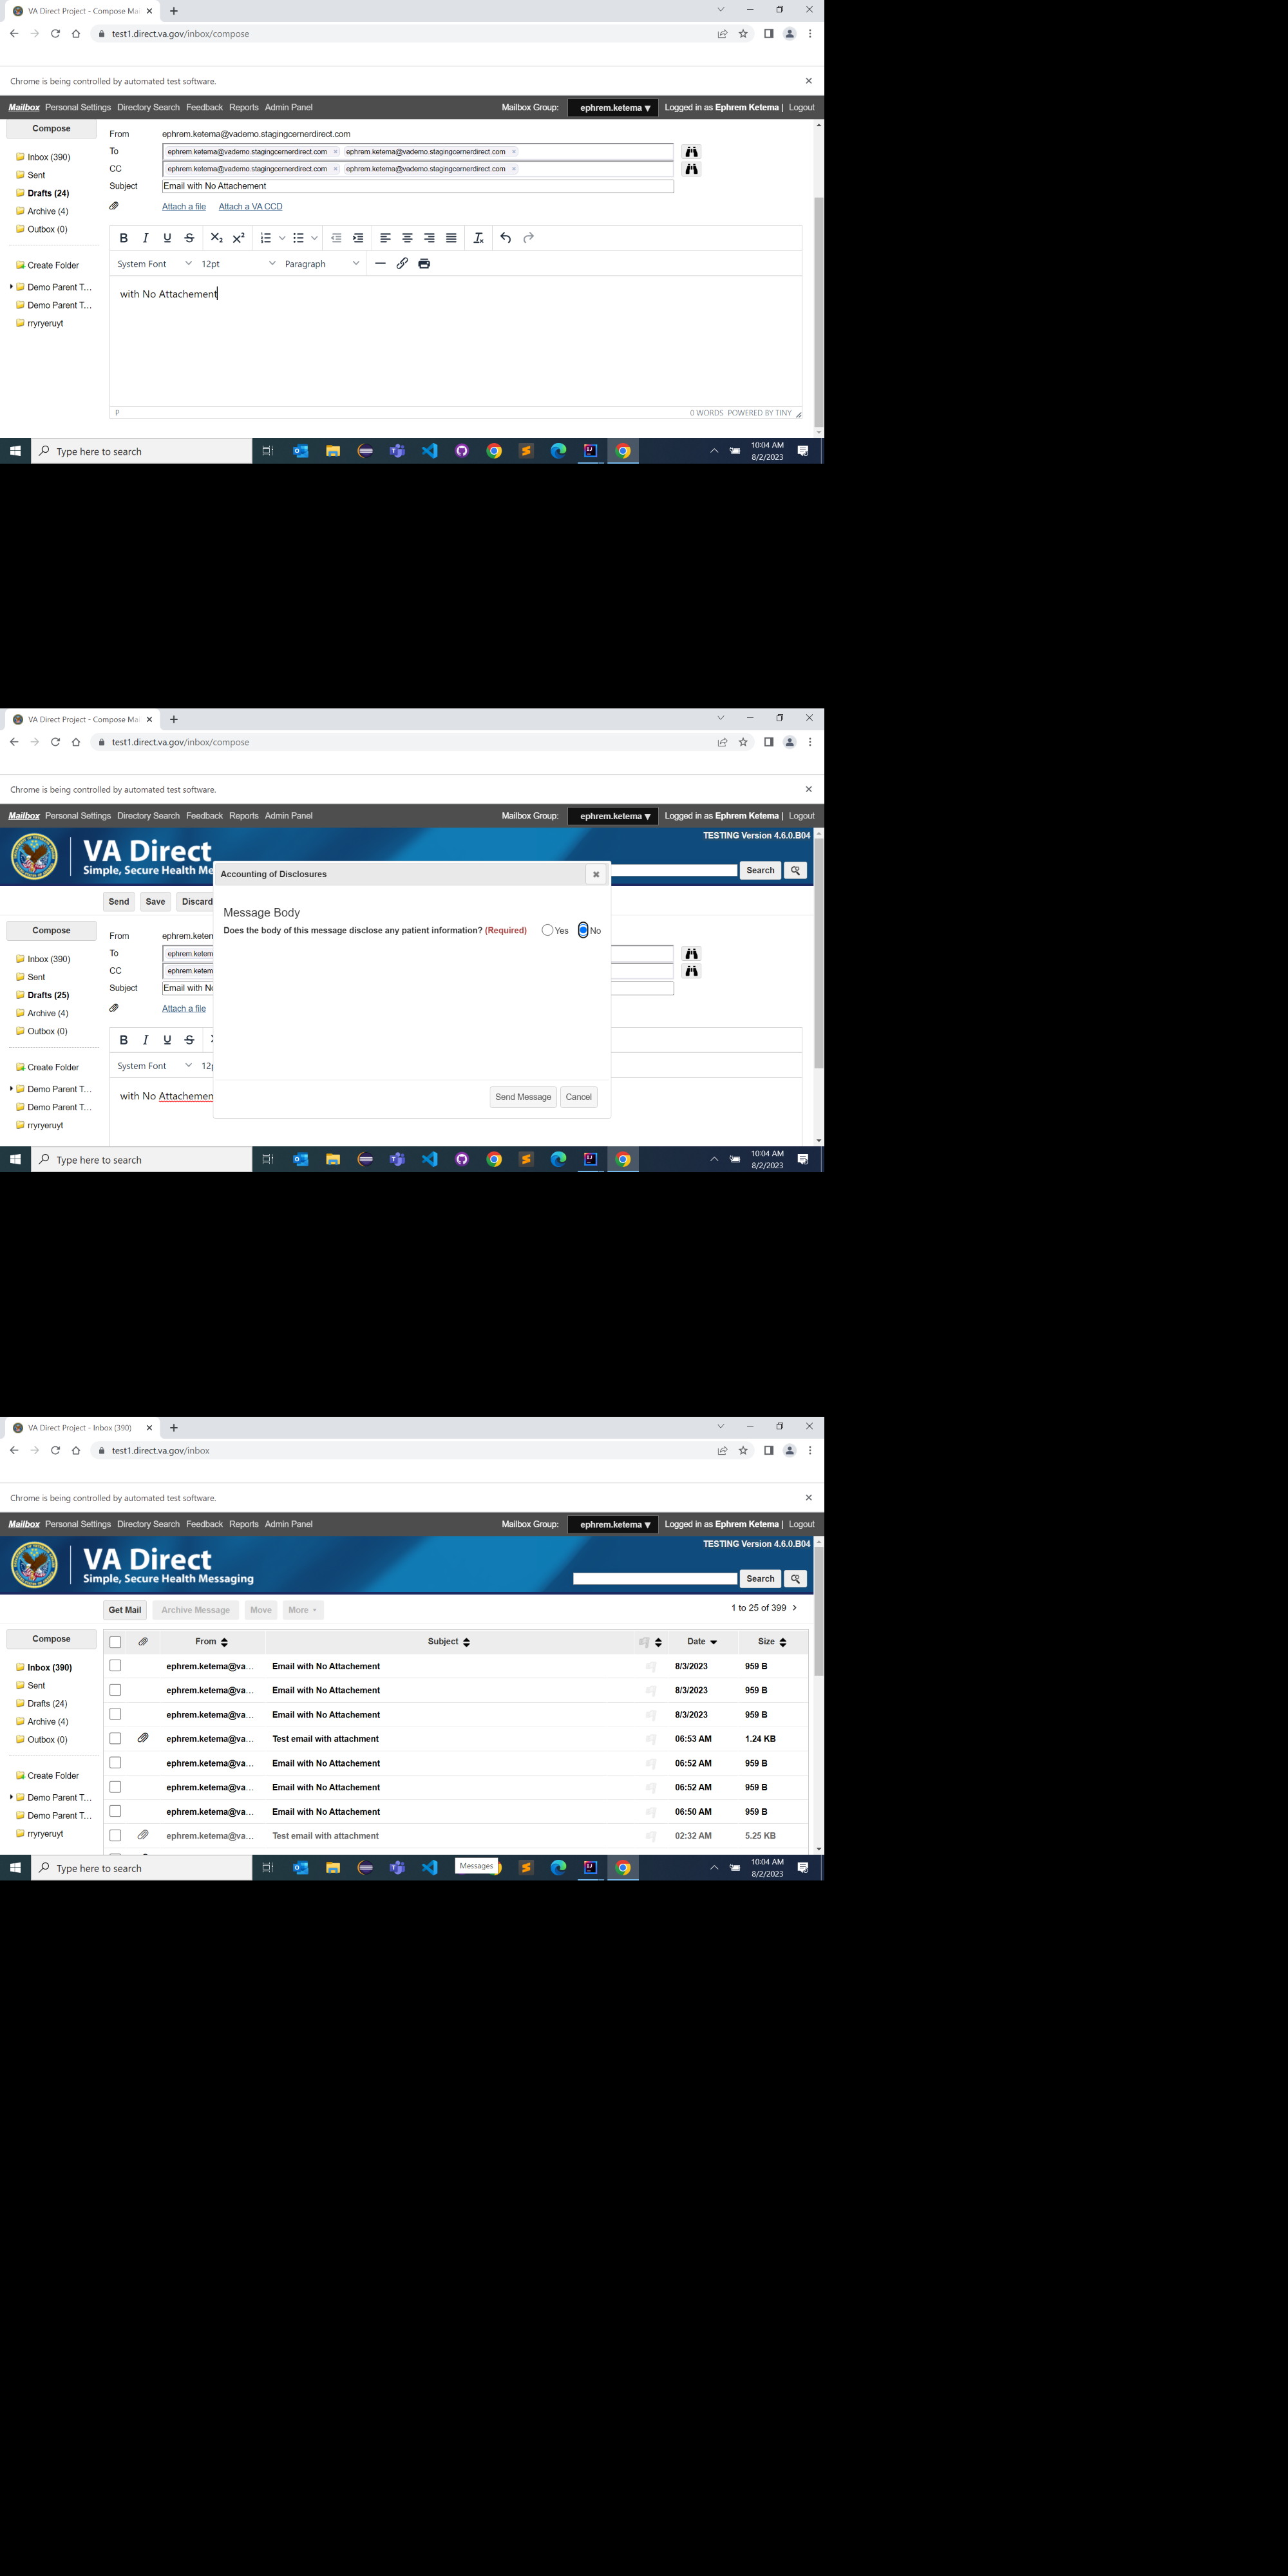 VA Direct Project - Compose Ma
test1.direct.va.gov/inbox/compose
Chrome is being controlled by automated test software.
Mailbox Personal Settings Directory Search Feedback Reports Admin Panel Mailbox Group: ephrem.ketema ▼ Logged in as Ephrem Ketema | Logout
Compose
From ephrem.ketema@vademo.stagingcernerdirect.com
To ephrem.ketema@vademo.stagingcernerdirect.com × ephrem.ketema@vademo.stagingcernerdirect.com ×
CC ephrem.ketema@vademo.stagingcernerdirect.com × ephrem.ketema@vademo.stagingcernerdirect.com ×
Subject Email with No Attachement
Attach a file Attach a VA CCD
Inbox (390)
Sent
Drafts (24)
Archive (4)
Outbox (0)
Create Folder
Demo Parent T...
Demo Parent T...
rryryeruyt
System Font 12pt Paragraph
with No Attachement
P 0 WORDS POWERED BY TINY
Type here to search
10:04 AM
8/2/2023
VA Direct Project - Compose Ma
test1.direct.va.gov/inbox/compose
Chrome is being controlled by automated test software.
Mailbox Personal Settings Directory Search Feedback Reports Admin Panel Mailbox Group: ephrem.ketema ▼ Logged in as Ephrem Ketema | Logout
TESTING Version 4.6.0.B04
VA Direct
Simple, Secure Health Me
Search
Accounting of Disclosures
Send Save Discard
Message Body
Does the body of this message disclose any patient information? (Required) Yes No
Compose
From ephrem.keten
To ephrem.ketem
CC ephrem.ketem
Subject Email with No
Attach a file
Inbox (390)
Sent
Drafts (25)
Archive (4)
Outbox (0)
Create Folder
Demo Parent T...
Demo Parent T...
rryryeruyt
System Font 12p
with No Attachemen
Send Message Cancel
Type here to search
10:04 AM
8/2/2023
VA Direct Project - Inbox (390)
test1.direct.va.gov/inbox
Chrome is being controlled by automated test software.
Mailbox Personal Settings Directory Search Feedback Reports Admin Panel Mailbox Group: ephrem.ketema ▼ Logged in as Ephrem Ketema | Logout
TESTING Version 4.6.0.B04
VA Direct
Simple, Secure Health Messaging
Search
Get Mail Archive Message Move More 1 to 25 of 399
Compose
Inbox (390)
Sent
Drafts (24)
Archive (4)
Outbox (0)
Create Folder
Demo Parent T...
Demo Parent T...
rryryeruyt
From Subject Date Size
ephrem.ketema@va... Email with No Attachement 8/3/2023 959 B
ephrem.ketema@va... Email with No Attachement 8/3/2023 959 B
ephrem.ketema@va... Email with No Attachement 8/3/2023 959 B
ephrem.ketema@va... Test email with attachment 06:53 AM 1.24 KB
ephrem.ketema@va... Email with No Attachement 06:52 AM 959 B
ephrem.ketema@va... Email with No Attachement 06:52 AM 959 B
ephrem.ketema@va... Email with No Attachement 06:50 AM 959 B
ephrem.ketema@va... Test email with attachment 02:32 AM 5.25 KB
Messages
Type here to search
10:04 AM
8/2/2023